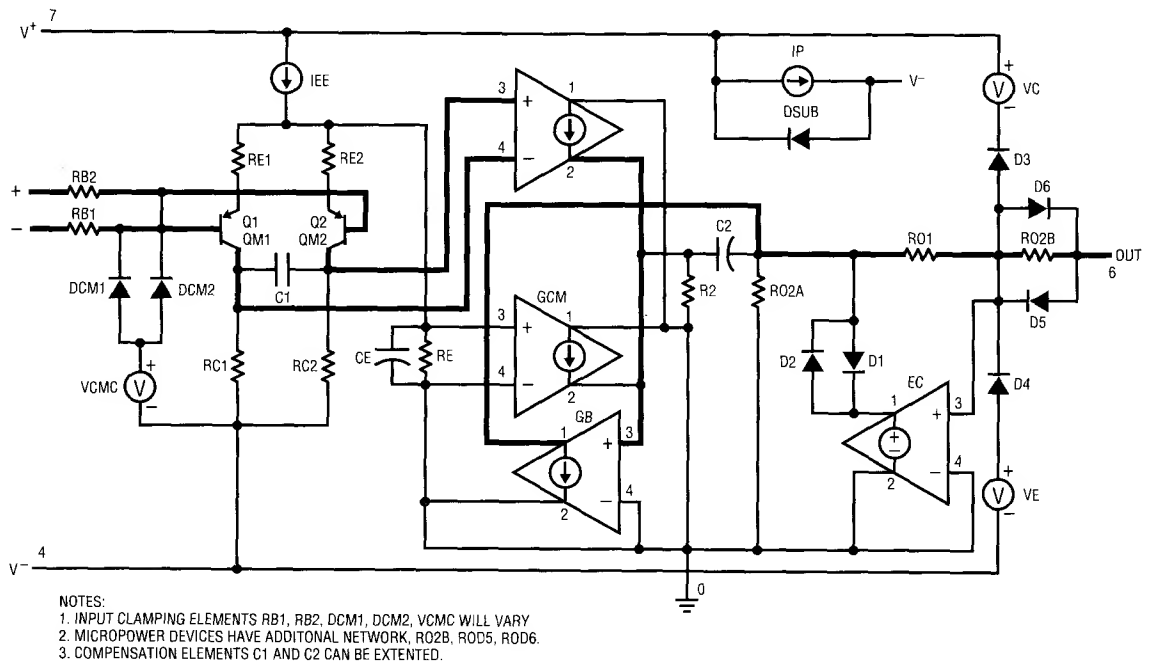 7
V+
IP
V−
DSUB
+
VC
−
V
IEE
3
+
1
4
−
2
RE1
RE2
D3
D6
RB2
+
RB1
−
Q1
QM1
Q2
QM2
C1
C2
R2
RO2A
RO1
RO2B
OUT
6
D5
DCM1
DCM2
+
VCMC
V
−
RC1
RC2
CE
RE
GCM
3
+
1
4
−
2
D2
D1
EC
1
+
3
+
−
2
−
4
D4
GB
1
+
3
2
−
4
+
V
VE
−
4
V−
0
NOTES:
1. INPUT CLAMPING ELEMENTS RB1, RB2, DCM1, DCM2, VCMC WILL VARY
2. MICROPOWER DEVICES HAVE ADDITONAL NETWORK, RO2B, ROD5, ROD6.
3. COMPENSATION ELEMENTS C1 AND C2 CAN BE EXTENTED.